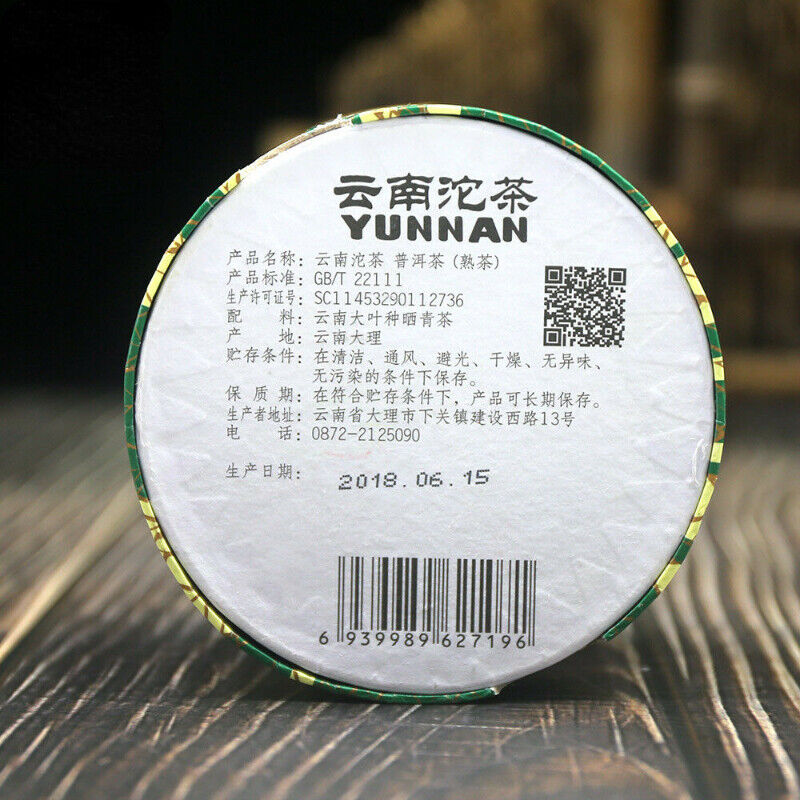 云南沱茶
YUNNAN
产品名称: 云南沱茶 普洱茶 (熟茶)
产品标准: GB/T 22111
生产许可证号: SC11453290112736
配 料: 云南大叶种晒青茶
产 地: 云南大理
贮存条件: 在清洁、通风、避光、干燥、无异味、
无污染的条件下保存。
保 质 期: 在符合贮存条件下，产品可长期保存。
生产者地址: 云南省大理市下关镇建设西路13号
电 话: 0872-2125090
生产日期: 2018.06.15
6 939989 627196